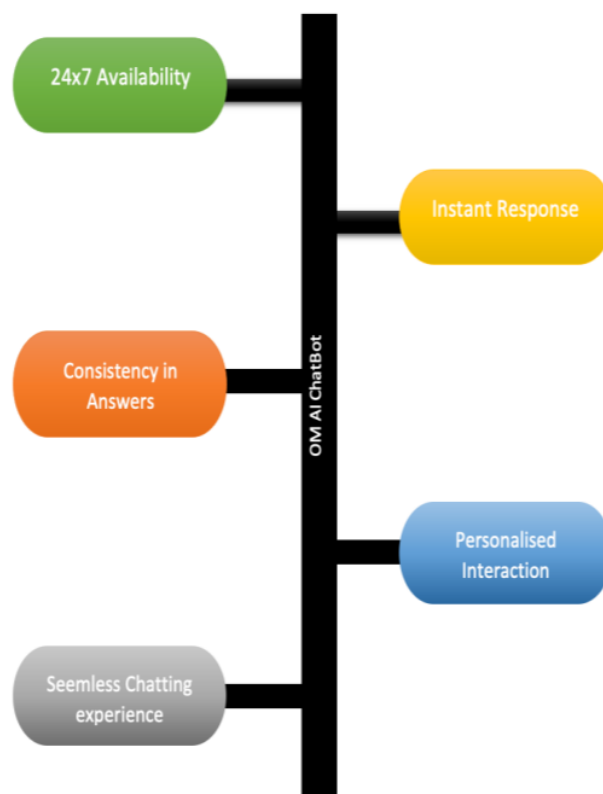 24x7 Availability
Instant Response
OM AI ChatBot
Consistency in
Answers
Personalised
Interaction
Seemless Chatting
experience